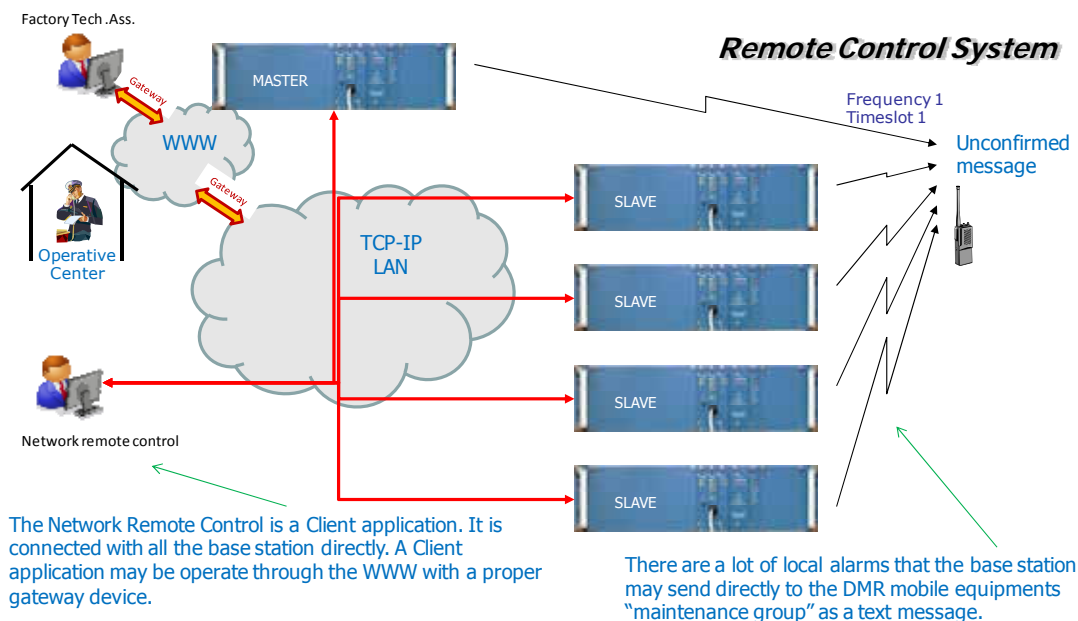 Factory Tech .Ass.
Remote Control System
Gateway
MASTER
Frequency 1
Timeslot 1
WWW
Unconfirmed
message
Gateway
SLAVE
TCP-IP
LAN
Operative
Center
SLAVE
SLAVE
Network remote control
SLAVE
The Network Remote Control is a Client application. It is
connected with all the base station directly. A Client
application may be operate through the WWW with a proper
gateway device.
There are a lot of local alarms that the base station
may send directly to the DMR mobile equipments
“maintenance group” as a text message.